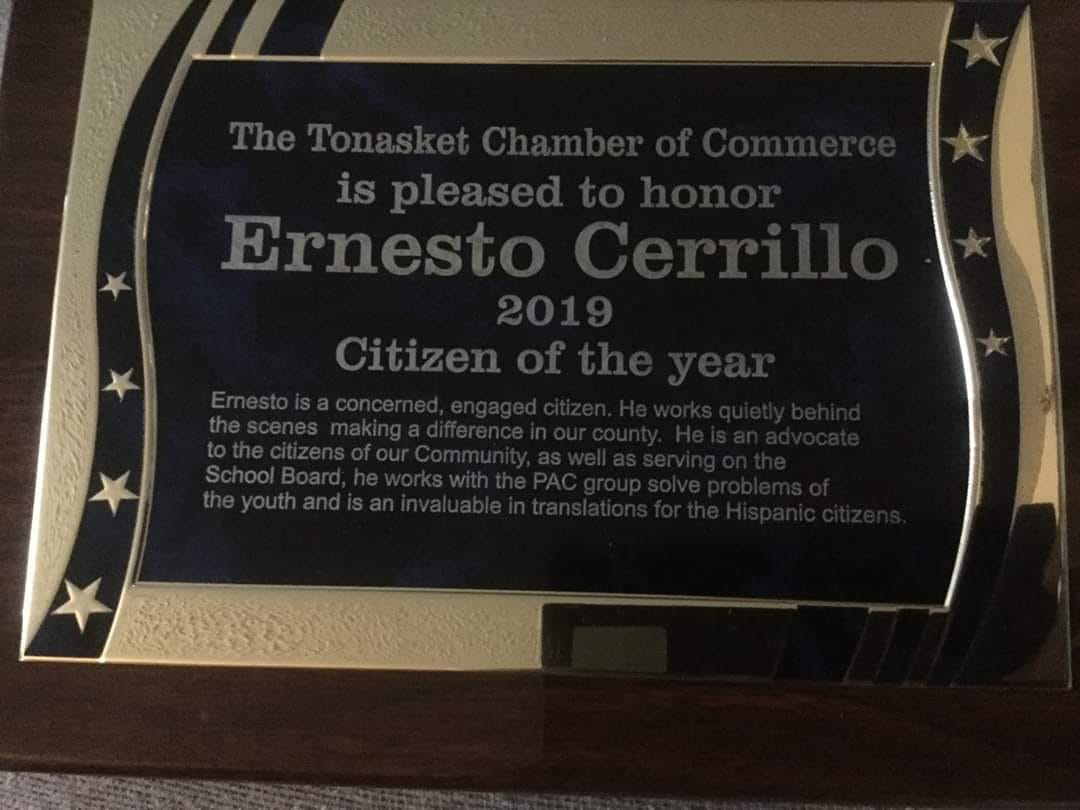 The Tonasket Chamber of Commerce
is pleased to honor
Ernesto Cerrillo
2019
Citizen of the year
Ernesto is a concerned, engaged citizen. He works quietly behind
the scenes making a difference in our county. He is an advocate
to the citizens of our Community, as well as serving on the
School Board, he works with the PAC group solve problems of
the youth and is an invaluable in translations for the Hispanic citizens.